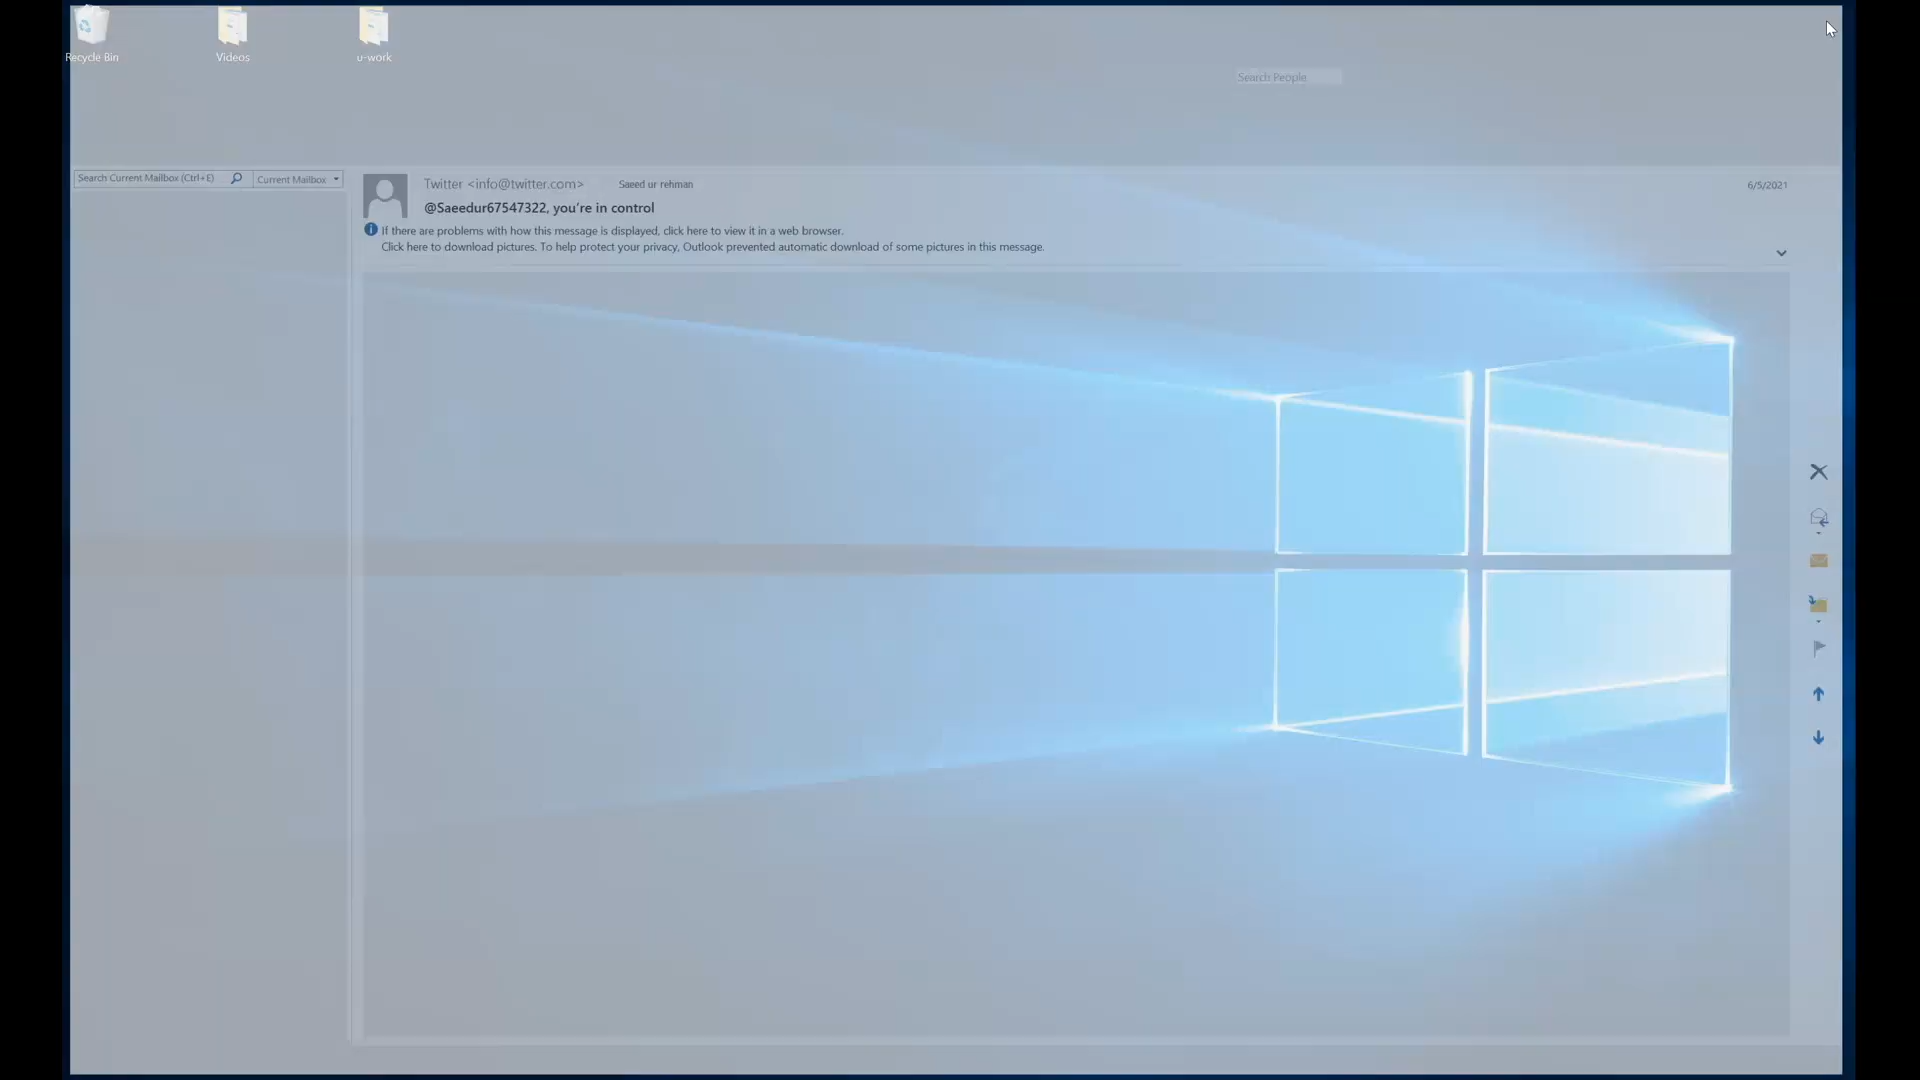 Recycle Bin
Videos
u-work
Search People
Search Current Mailbox (Ctrl+E)
Current Mailbox
Twitter <info@twitter.com>
Saeed ur rehman
6/5/2021
@Saeedur67547322, you're in control
If there are problems with how this message is displayed, click here to view it in a web browser.
Click here to download pictures. To help protect your privacy, Outlook prevented automatic download of some pictures in this message.